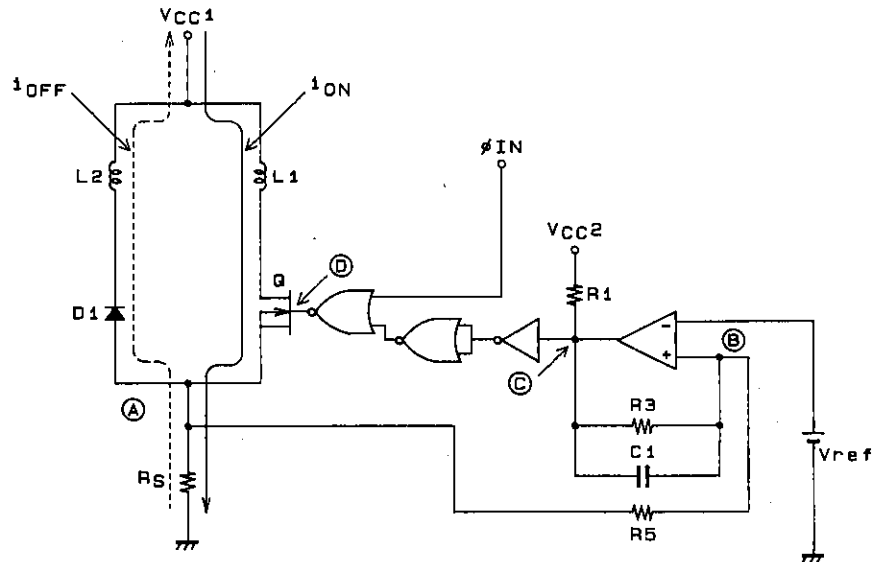 VCC1
iOFF
iON
øIN
L2
L1
VCC2
Q
D
R1
D1
−
B
+
C
A
R3
C1
Vref
RS
R5